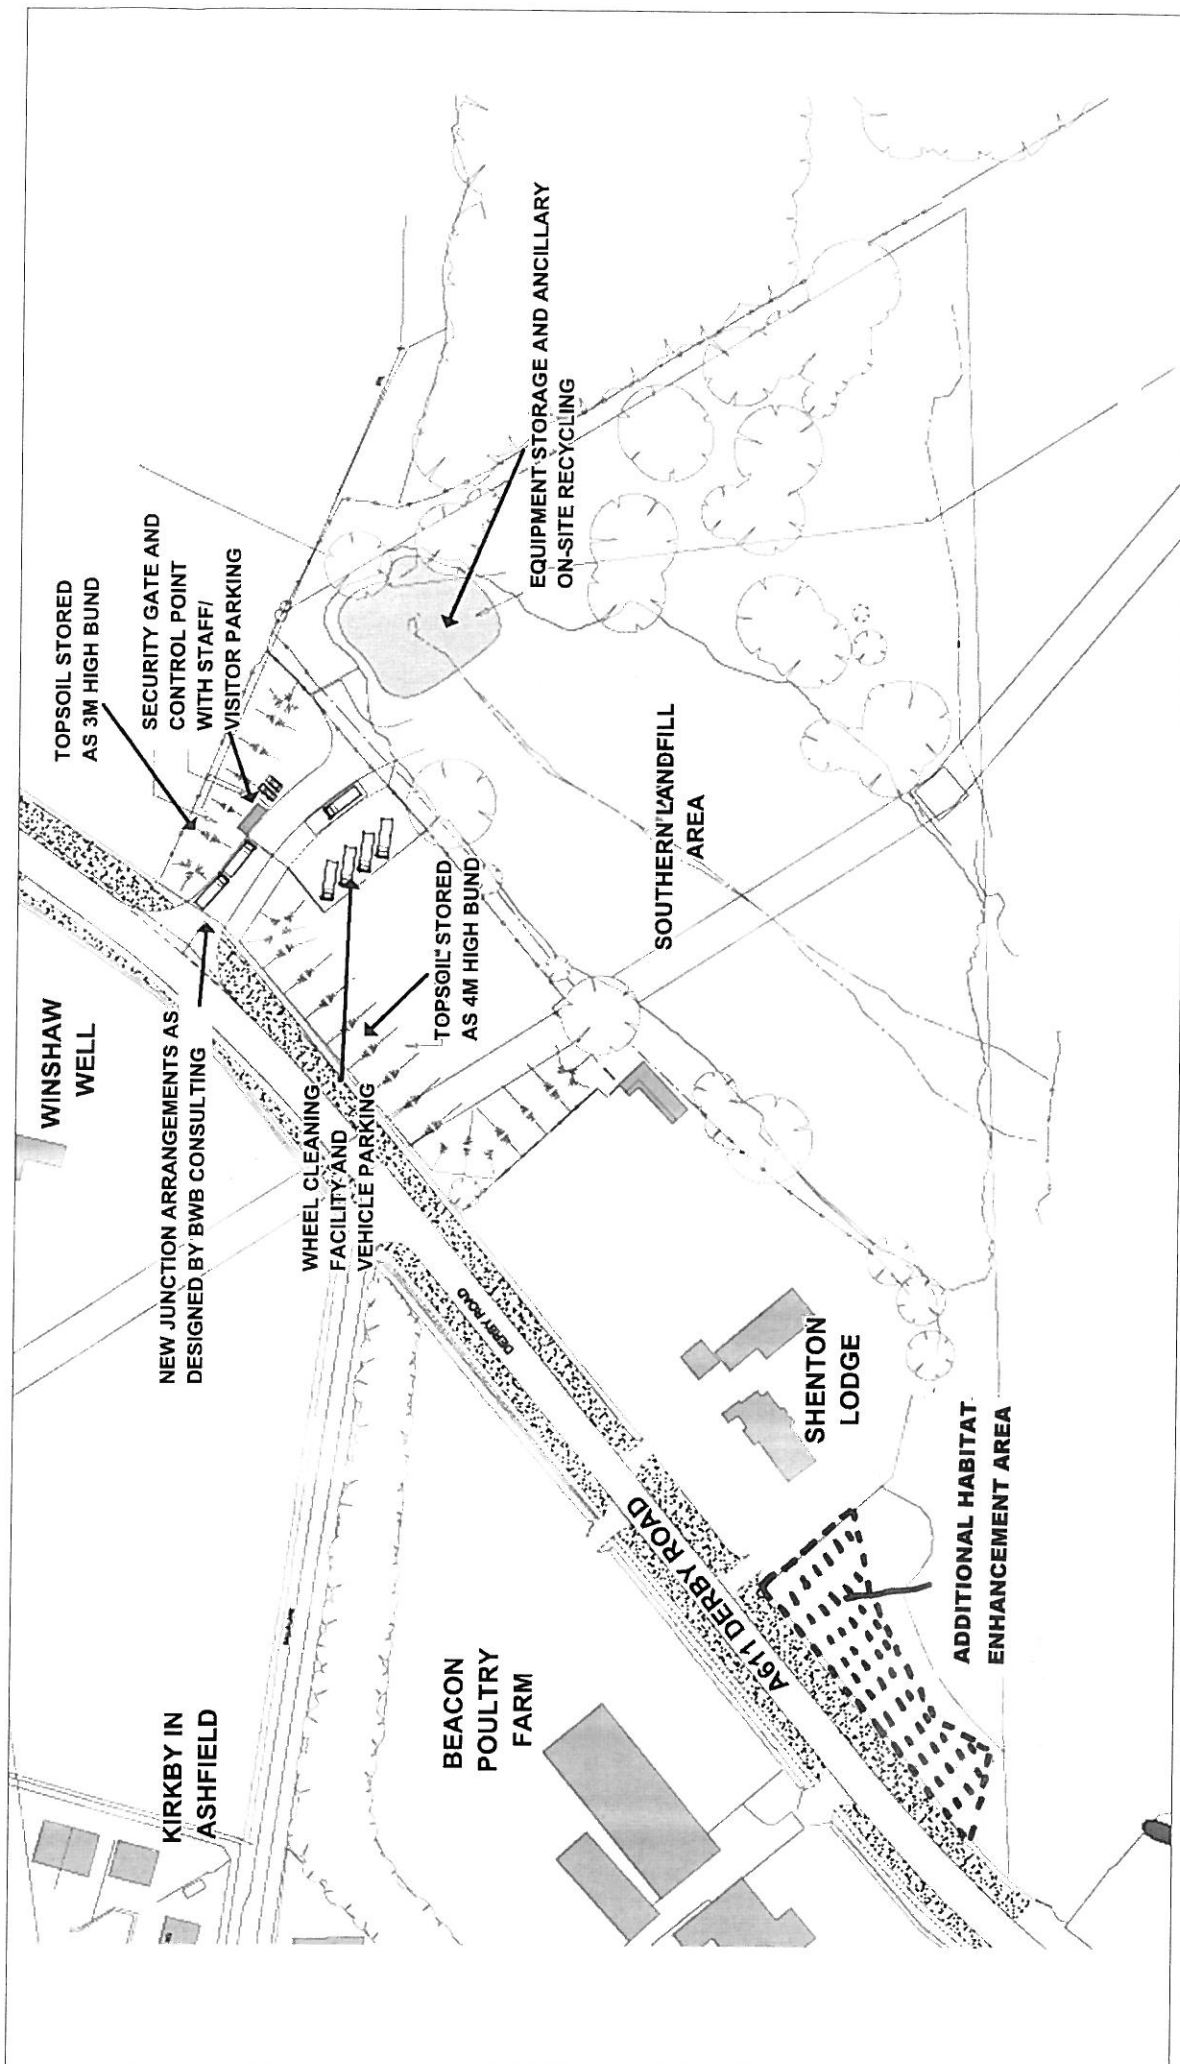 KIRKBY IN
ASHFIELD
WINSHAW
WELL
NEW JUNCTION ARRANGEMENTS AS
DESIGNED BY BWB CONSULTING
TOPSOIL STORED
AS 3M HIGH BUND
SECURITY GATE AND
CONTROL POINT
WITH STAFF/
VISITOR PARKING
WHEEL CLEANING
FACILITY AND
VEHICLE PARKING
TOPSOIL STORED
AS 4M HIGH BUND
EQUIPMENT STORAGE AND ANCILLARY
ON-SITE RECYCLING
BEACON
POULTRY
FARM
DERBY ROAD
A611 DERBY ROAD
SOUTHERN LANDFILL
AREA
SHENTON
LODGE
ADDITIONAL HABITAT
ENHANCEMENT AREA